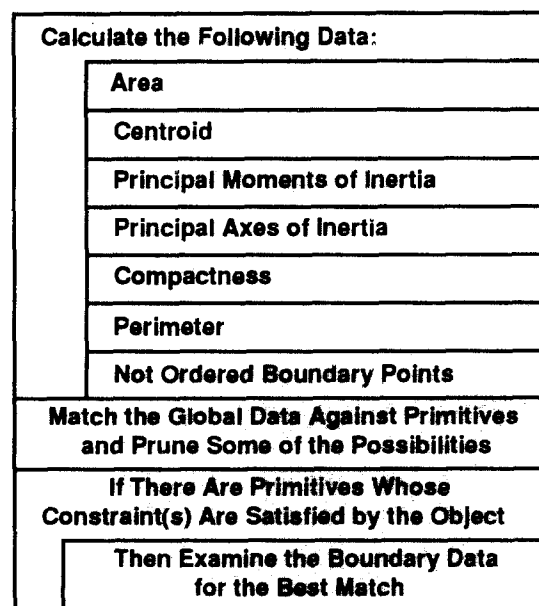 Calculate the Following Data:
Area
Centroid
Principal Moments of Inertia
Principal Axes of Inertia
Compactness
Perimeter
Not Ordered Boundary Points
Match the Global Data Against Primitives
and Prune Some of the Possibilities
If There Are Primitives Whose
Constraint(s) Are Satisfied by the Object
Then Examine the Boundary Data
for the Best Match